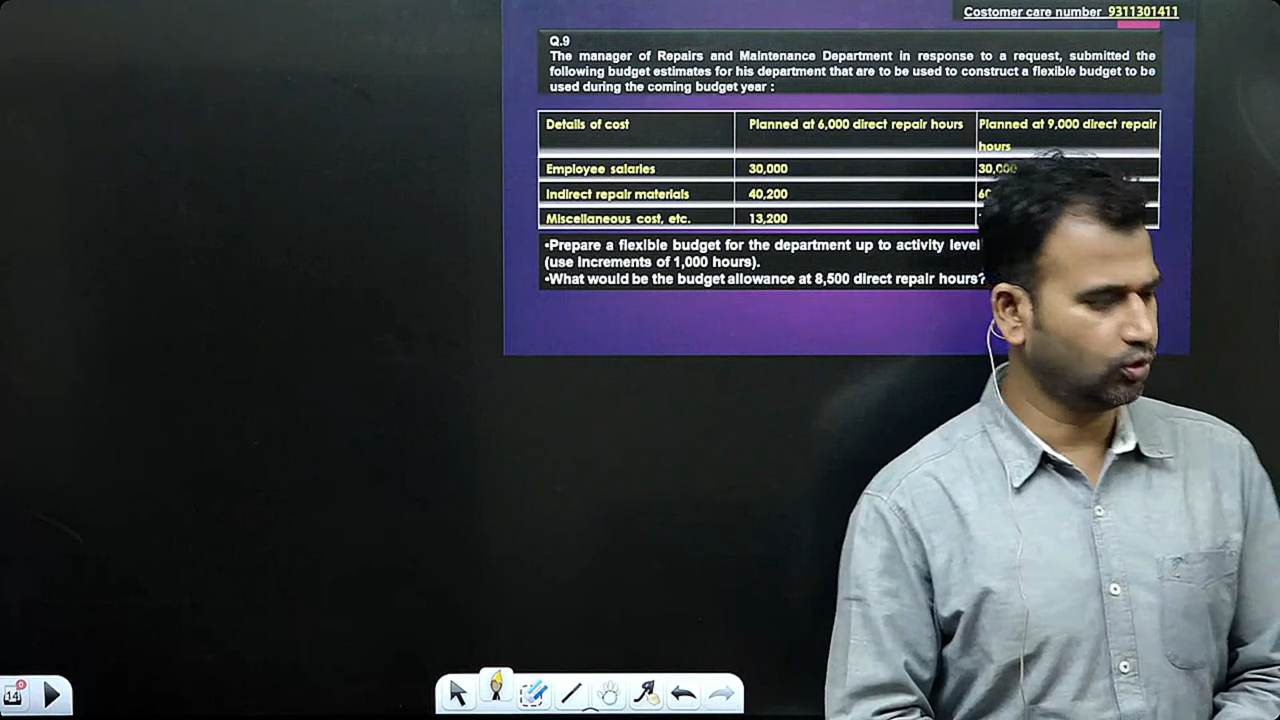 Costomer care number 9311301411
Q.9
The manager of Repairs and Maintenance Department in response to a request, submitted the
following budget estimates for his department that are to be used to construct a flexible budget to be
used during the coming budget year :
Details of cost Planned at 6,000 direct repair hours Planned at 9,000 direct repair
hours
Employee salaries 30,000 30,000
Indirect repair materials 40,200
Miscellaneous cost, etc. 13,200
•Prepare a flexible budget for the department up to activity level
(use increments of 1,000 hours).
•What would be the budget allowance at 8,500 direct repair hours?
14
0